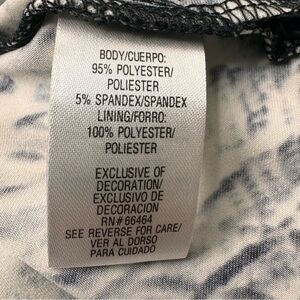 BODY/CUERPO:
95% POLYESTER/
POLIESTER
5% SPANDEX/SPANDEX
LINING/FORRO:
100% POLYESTER/
POLIESTER
EXCLUSIVE OF
DECORATION/
EXCLUSIVO DE
DECORACION
RN#66464
SEE REVERSE FOR CARE/
VER AL DORSO
PARA CUIDADO